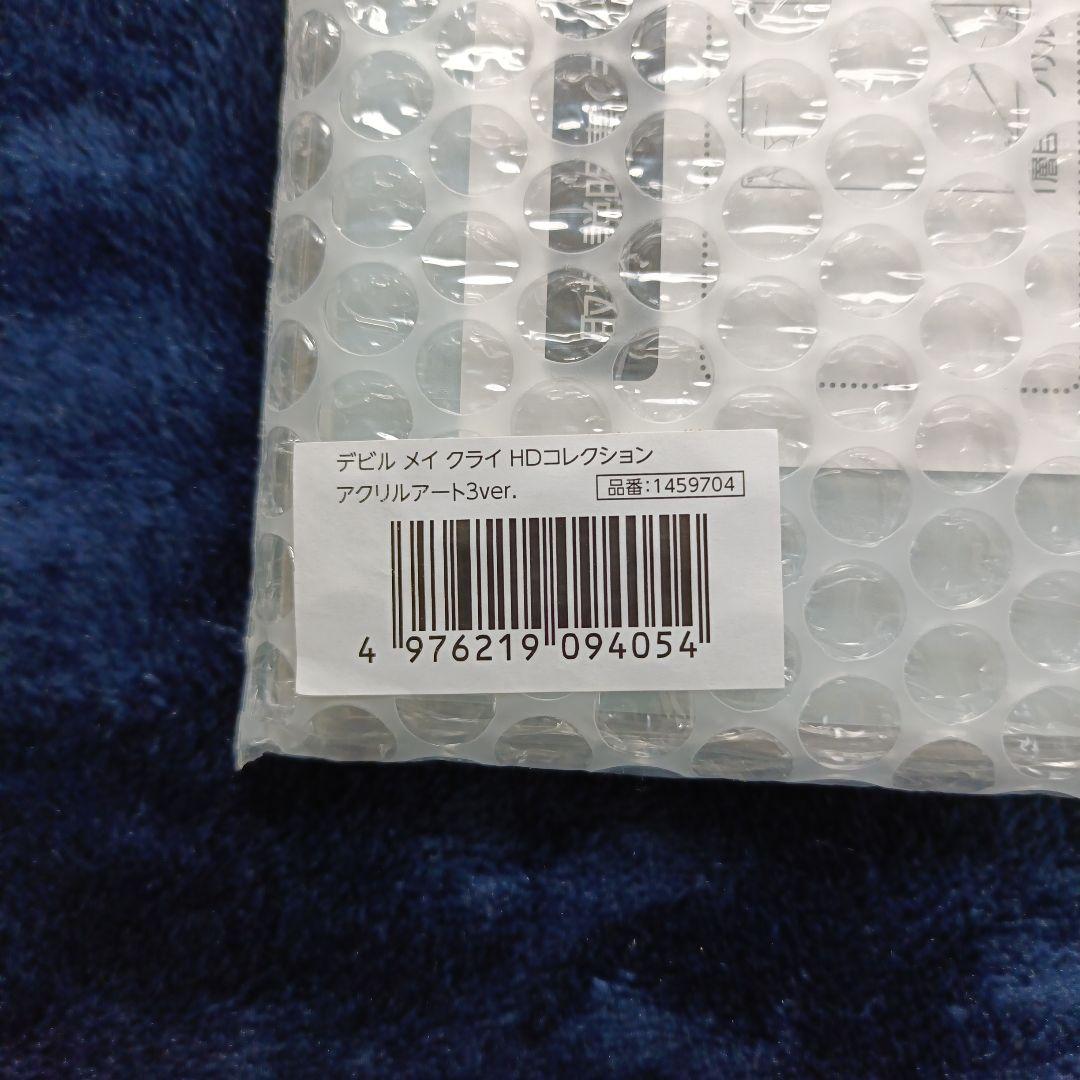 デビル メイ クライ HDコレクション
アクリルアート3ver.
品番:1459704
4 976219 094054